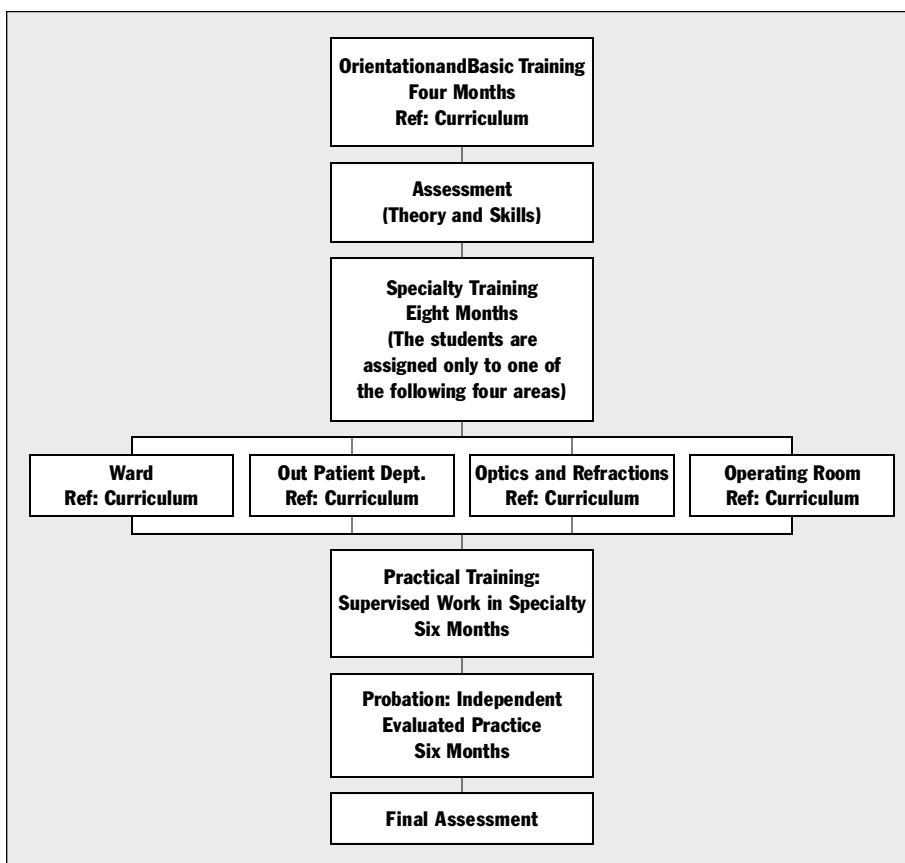 OrientationandBasic Training
Four Months
Ref: Curriculum
Assessment
(Theory and Skills)
Specialty Training
Eight Months
(The students are
assigned only to one of
the following four areas)
Ward
Ref: Curriculum
Out Patient Dept.
Ref: Curriculum
Optics and Refractions
Ref: Curriculum
Operating Room
Ref: Curriculum
Practical Training:
Supervised Work in Specialty
Six Months
Probation: Independent
Evaluated Practice
Six Months
Final Assessment